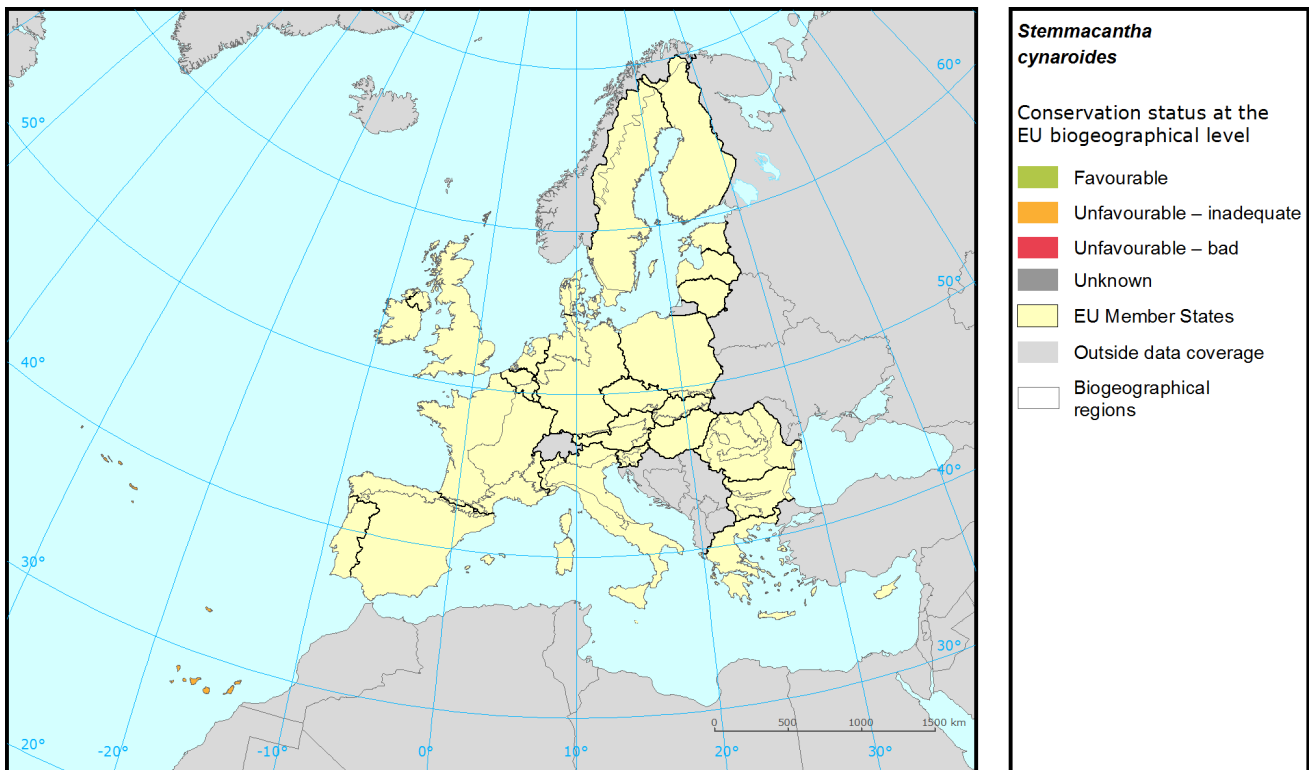 Stemmacantha
cynaroides
Conservation status at the
EU biogeographical level
Favourable
Unfavourable – inadequate
Unfavourable – bad
Unknown
EU Member States
Outside data coverage
Biogeographical
regions
60°
50°
50°
40°
40°
30°
30°
20°
-20°
-10°
0°
10°
20°
30°
0
500
1000
1500 km